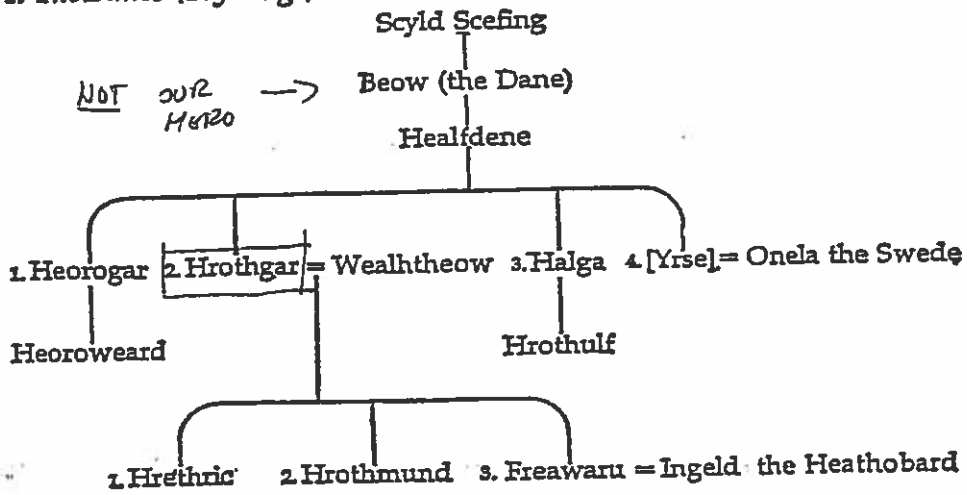 Scyld Scefing
NOT OUR → Beow (the Dane)
HERO
Healfdene
1. Heorogar 2. Hrothgar = Wealhtheow 3. Halga 4. [Yrse] = Onela the Swede
Heoroweard Hrothulf
1. Hrethric 2. Hrothmund 3. Freawaru = Ingeld the Heathobard